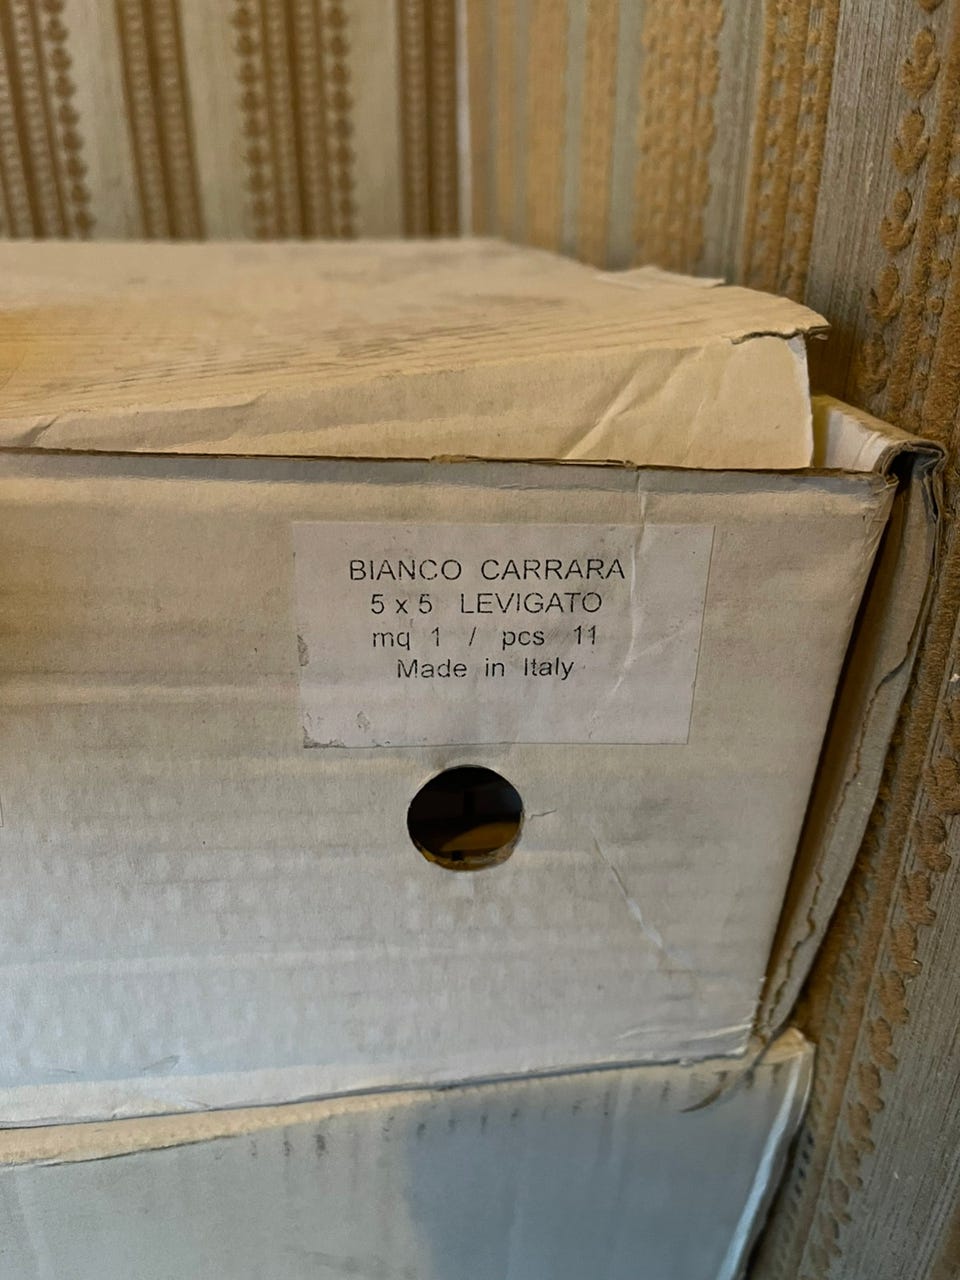 BIANCO CARRARA
5 x 5 LEVIGATO
mq 1 / pcs 11
Made in Italy